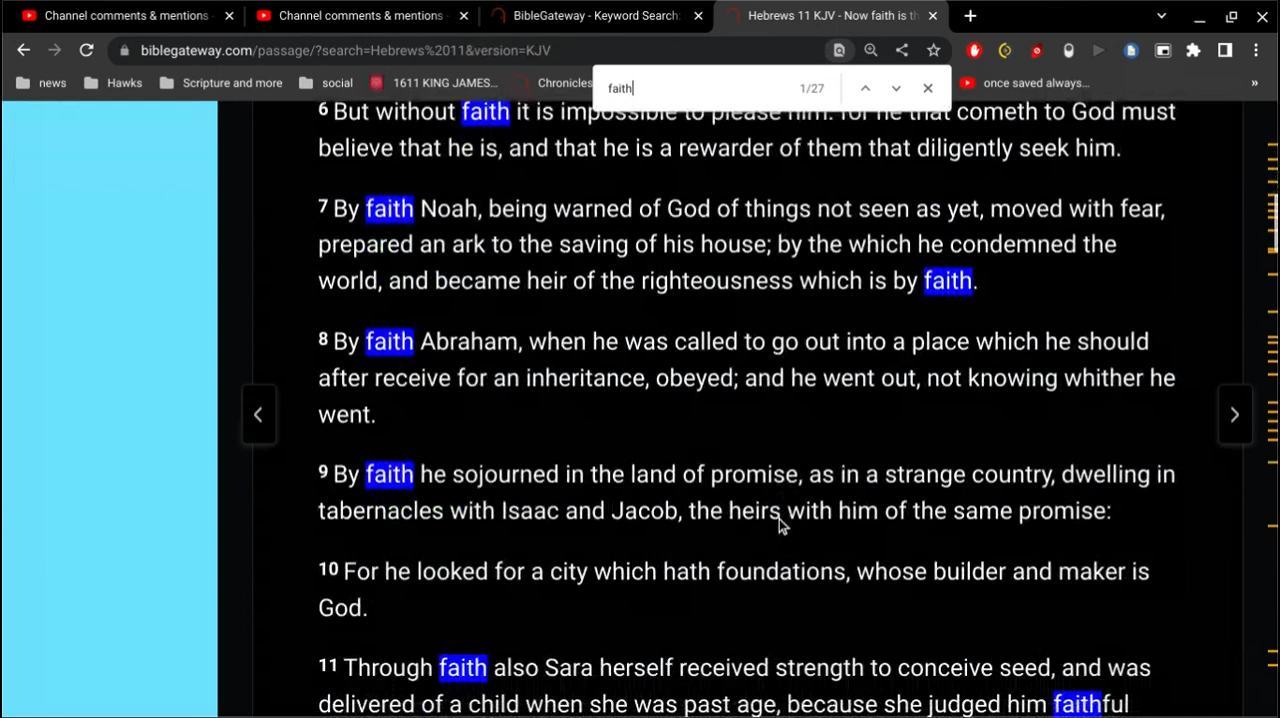 Channel comments & mentions
Channel comments & mentions
BibleGateway - Keyword Search:
Hebrews 11 KJV - Now faith is th
biblegateway.com/passage/?search=Hebrews%2011&version=KJV
news
Hawks
Scripture and more
social
1611 KING JAMES...
Chronicles
once saved always...
»
faith
1/27
6 But without faith it is impossible to please him: for he that cometh to God must
believe that he is, and that he is a rewarder of them that diligently seek him.
7 By faith Noah, being warned of God of things not seen as yet, moved with fear,
prepared an ark to the saving of his house; by the which he condemned the
world, and became heir of the righteousness which is by faith.
8 By faith Abraham, when he was called to go out into a place which he should
after receive for an inheritance, obeyed; and he went out, not knowing whither he
went.
9 By faith he sojourned in the land of promise, as in a strange country, dwelling in
tabernacles with Isaac and Jacob, the heirs with him of the same promise:
10 For he looked for a city which hath foundations, whose builder and maker is
God.
11 Through faith also Sara herself received strength to conceive seed, and was
delivered of a child when she was past age, because she judged him faithful